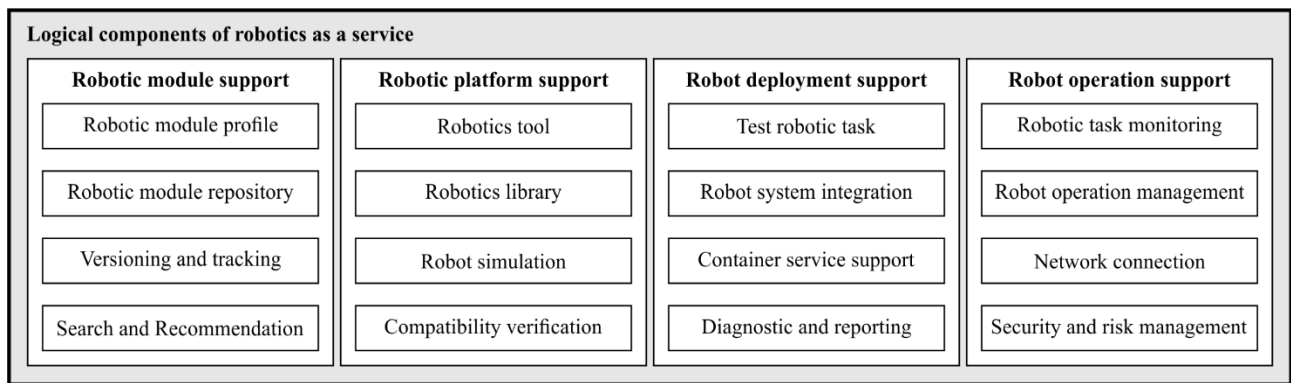 Logical components of robotics as a service
Robotic module support
Robotic module profile
Robotic module repository
Versioning and tracking
Search and Recommendation
Robotic platform support
Robotics tool
Robotics library
Robot simulation
Compatibility verification
Robot deployment support
Test robotic task
Robot system integration
Container service support
Diagnostic and reporting
Robot operation support
Robotic task monitoring
Robot operation management
Network connection
Security and risk management